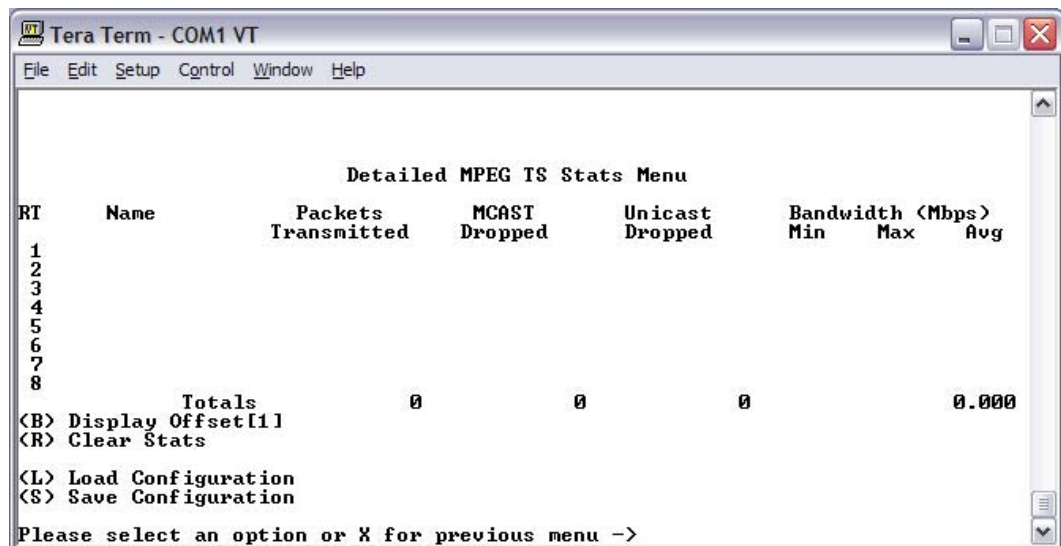 Tera Term - COM1 VT
File Edit Setup Control Window Help
Detailed MPEG TS Stats Menu
RT Name Packets MCAST Unicast Bandwidth (Mbps)
Transmitted Dropped Dropped Min Max Avg
1
2
3
4
5
6
7
8
Totals 0 0 0 0.000
(B) Display Offset[1]
(R) Clear Stats
(L) Load Configuration
(S) Save Configuration
Please select an option or X for previous menu ->